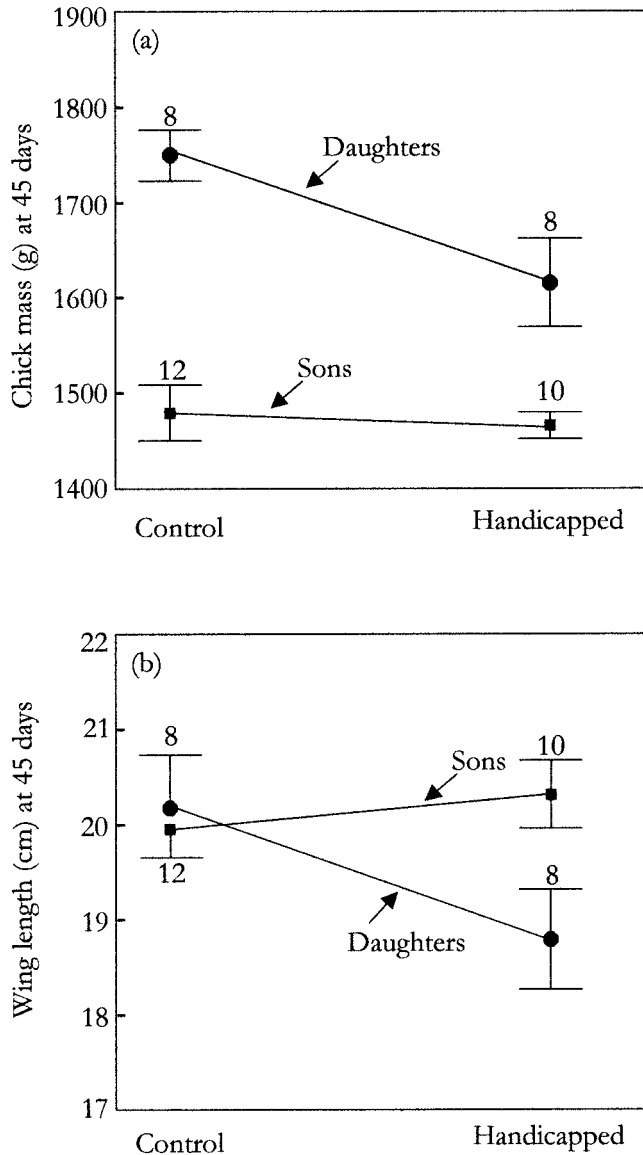 1900
(a)
8
1800
Daughters
Chick mass (g) at 45 days
1700
8
1600
12
10
Sons
1500
1400
Control
Handicapped
22
(b)
8
10
21
Sons
Wing length (cm) at 45 days
20
12
8
19
Daughters
18
17
Control
Handicapped